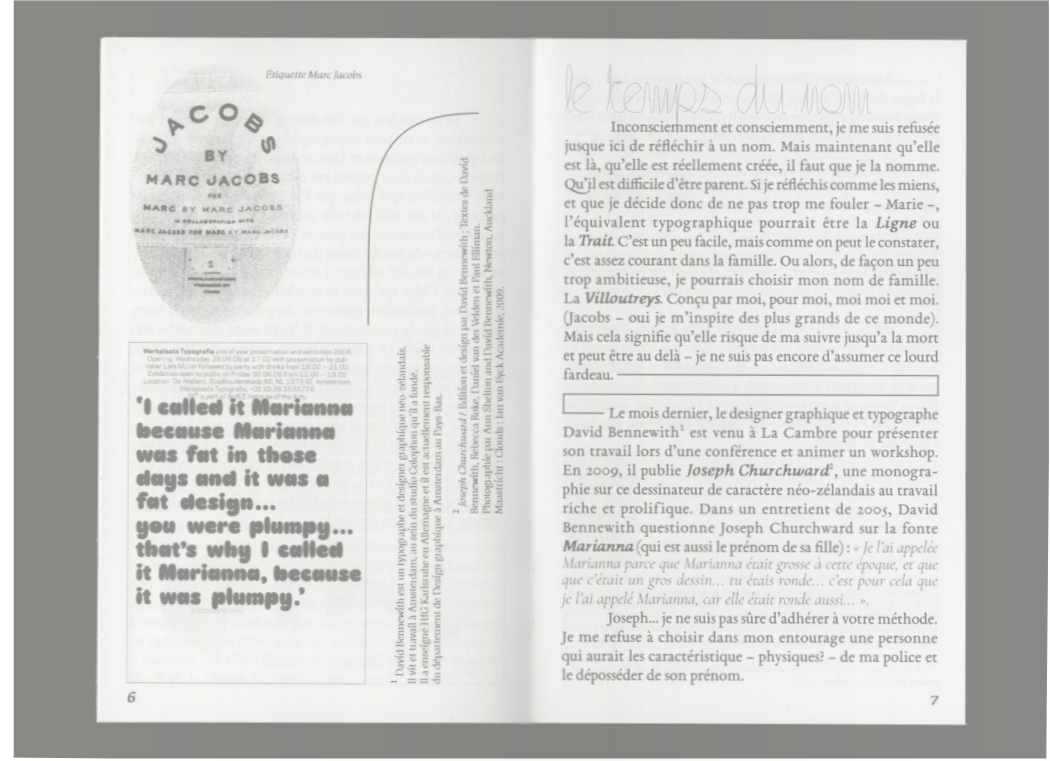 Etiquette Marc Jacobs
JACOBS
BY
MARC JACOBS
FOR
MARC BY MARC JACOBS
IN COLLABORATION WITH
MARC JACOBS FOR MARC BY MARC JACOBS
Werkplaats Typografie end of year presentation and exhibition 2008.
'I called it Marianna
because Marianna
was fat in those
days and it was a
fat design...
you were plumpy...
that's why I called
it Marianna, because
it was plumpy.'
1 David Bennewith est un typographe et designer graphique néo-zélandais.
Il vit et travail à Amsterdam, au sein du studio Colophon qu'il a fonde.
Il a enseigné HfG Karlsruhe en Allemagne et il est actuellement responsable
du département de Design graphique à Amsterdam au Pays-Bas.
2 Joseph Churchward / Edition et design par David Bennewith ; Textes de David
Bennewith, Rebecca Roke, Daniel van der Velden et Paul Elliman.
Photographie par Ann Shelton and David Bennewith, Newton, Auckland
Maastricht : Clouds : Jan van Eyck Academie, 2009.
6
le temps du nom
Inconsciemment et consciemment, je me suis refusée
jusque ici de réfléchir à un nom. Mais maintenant qu'elle
est là, qu'elle est réellement créée, il faut que je la nomme.
Qu'il est difficile d'être parent. Si je réfléchis comme les miens,
et que je décide donc de ne pas trop me fouler – Marie –,
l'équivalent typographique pourrait être la Ligne ou
la Trait. C'est un peu facile, mais comme on peut le constater,
c'est assez courant dans la famille. Ou alors, de façon un peu
trop ambitieuse, je pourrais choisir mon nom de famille.
La Villoutreys. Conçu par moi, pour moi, moi moi et moi.
(Jacobs – oui je m'inspire des plus grands de ce monde).
Mais cela signifie qu'elle risque de ma suivre jusqu'a la mort
et peut être au delà – je ne suis pas encore d'assumer ce lourd
fardeau.
Le mois dernier, le designer graphique et typographe
David Bennewith1 est venu à La Cambre pour présenter
son travail lors d'une conférence et animer un workshop.
En 2009, il publie Joseph Churchward2, une monogra-
phie sur ce dessinateur de caractère néo-zélandais au travail
riche et prolifique. Dans un entretien de 2005, David
Bennewith questionne Joseph Churchward sur la fonte
Marianna (qui est aussi le prénom de sa fille) : « Je l'ai appelée
Marianna parce que Marianna était grosse à cette époque, et que
que c'était un gros dessin... tu étais ronde... c'est pour cela que
je l'ai appelé Marianna, car elle était ronde aussi... ».
Joseph... je ne suis pas sûre d'adhérer à votre méthode.
Je me refuse à choisir dans mon entourage une personne
qui aurait les caractéristique – physiques? – de ma police et
le déposséder de son prénom.
7